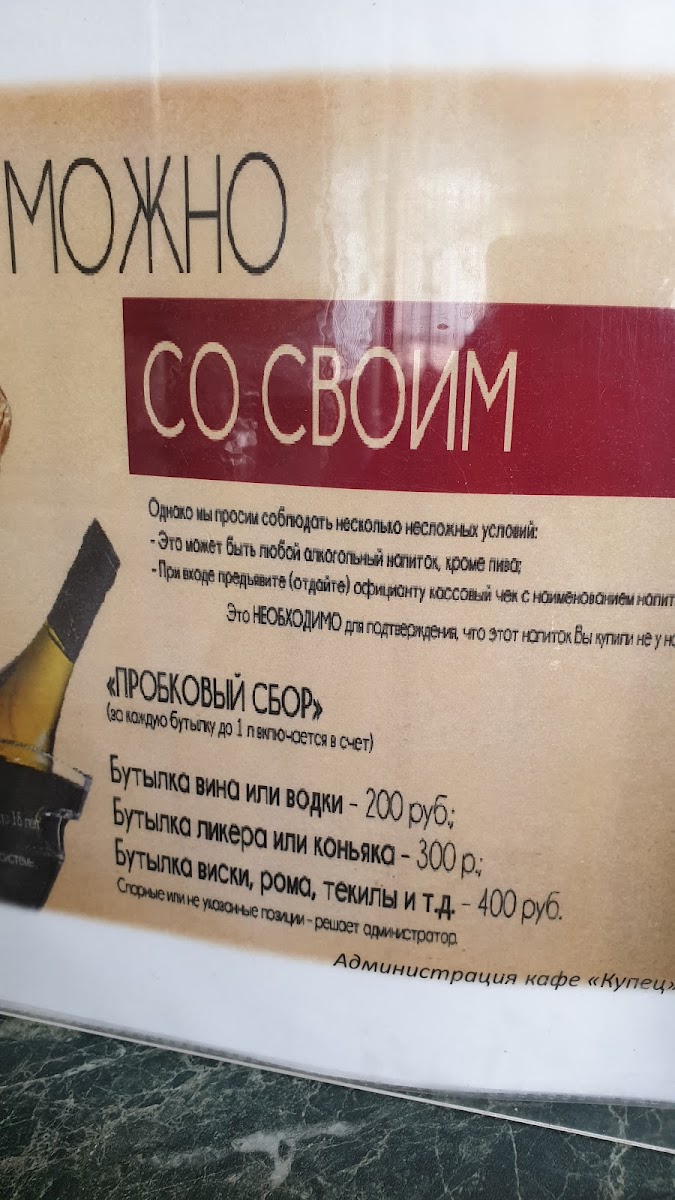 МОЖНО
СО СВОИМ
Однако мы просим соблюдать несколько несложных условий:
- Это может быть любой алкогольный напиток, кроме пива;
- При входе предъявите (отдайте) официанту кассовый чек с наименованием напит
Это НЕОБХОДИМО для подтверждения, что этот напиток Вы купили не у на
«ПРОБКОВЫЙ СБОР»
(за каждую бутылку до 1 л включается в счет)
Бутылка вина или водки - 200 руб.;
Бутылка ликера или коньяка - 300 р.;
Бутылка виски, рома, текилы и т.д. - 400 руб.
Спорные или не указанные позиции - решает администратор.
Администрация кафе «Купец»